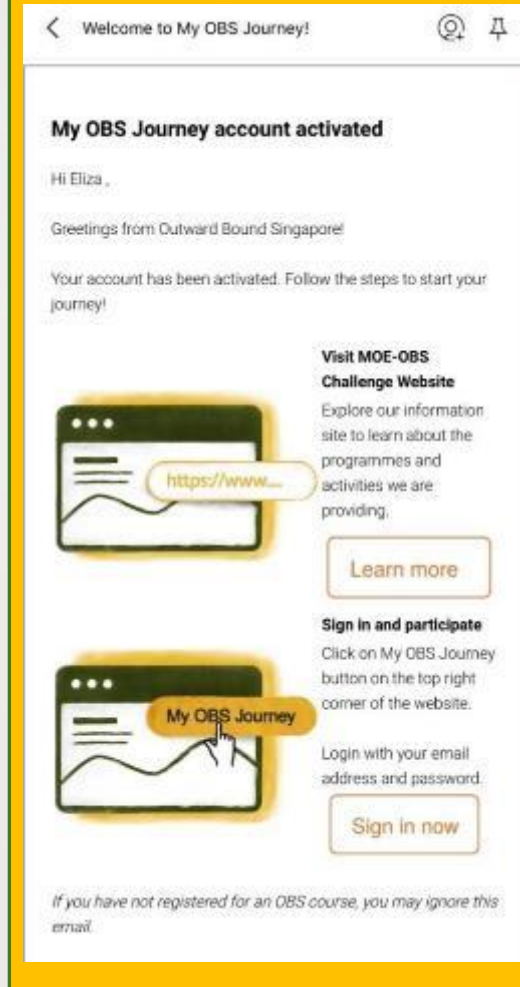 Welcome to My OBS Journey!
My OBS Journey account activated
Hi Eliza ,
Greetings from Outward Bound Singapore!
Your account has been activated. Follow the steps to start your
journey!
Visit MOE-OBS
Challenge Website
Explore our information
site to learn about the
programmes and
activities we are
providing.
https://www....
Learn more
Sign in and participate
Click on My OBS Journey
button on the top right
corner of the website.
My OBS Journey
Login with your email
address and password.
Sign in now
If you have not registered for an OBS course, you may ignore this
email.